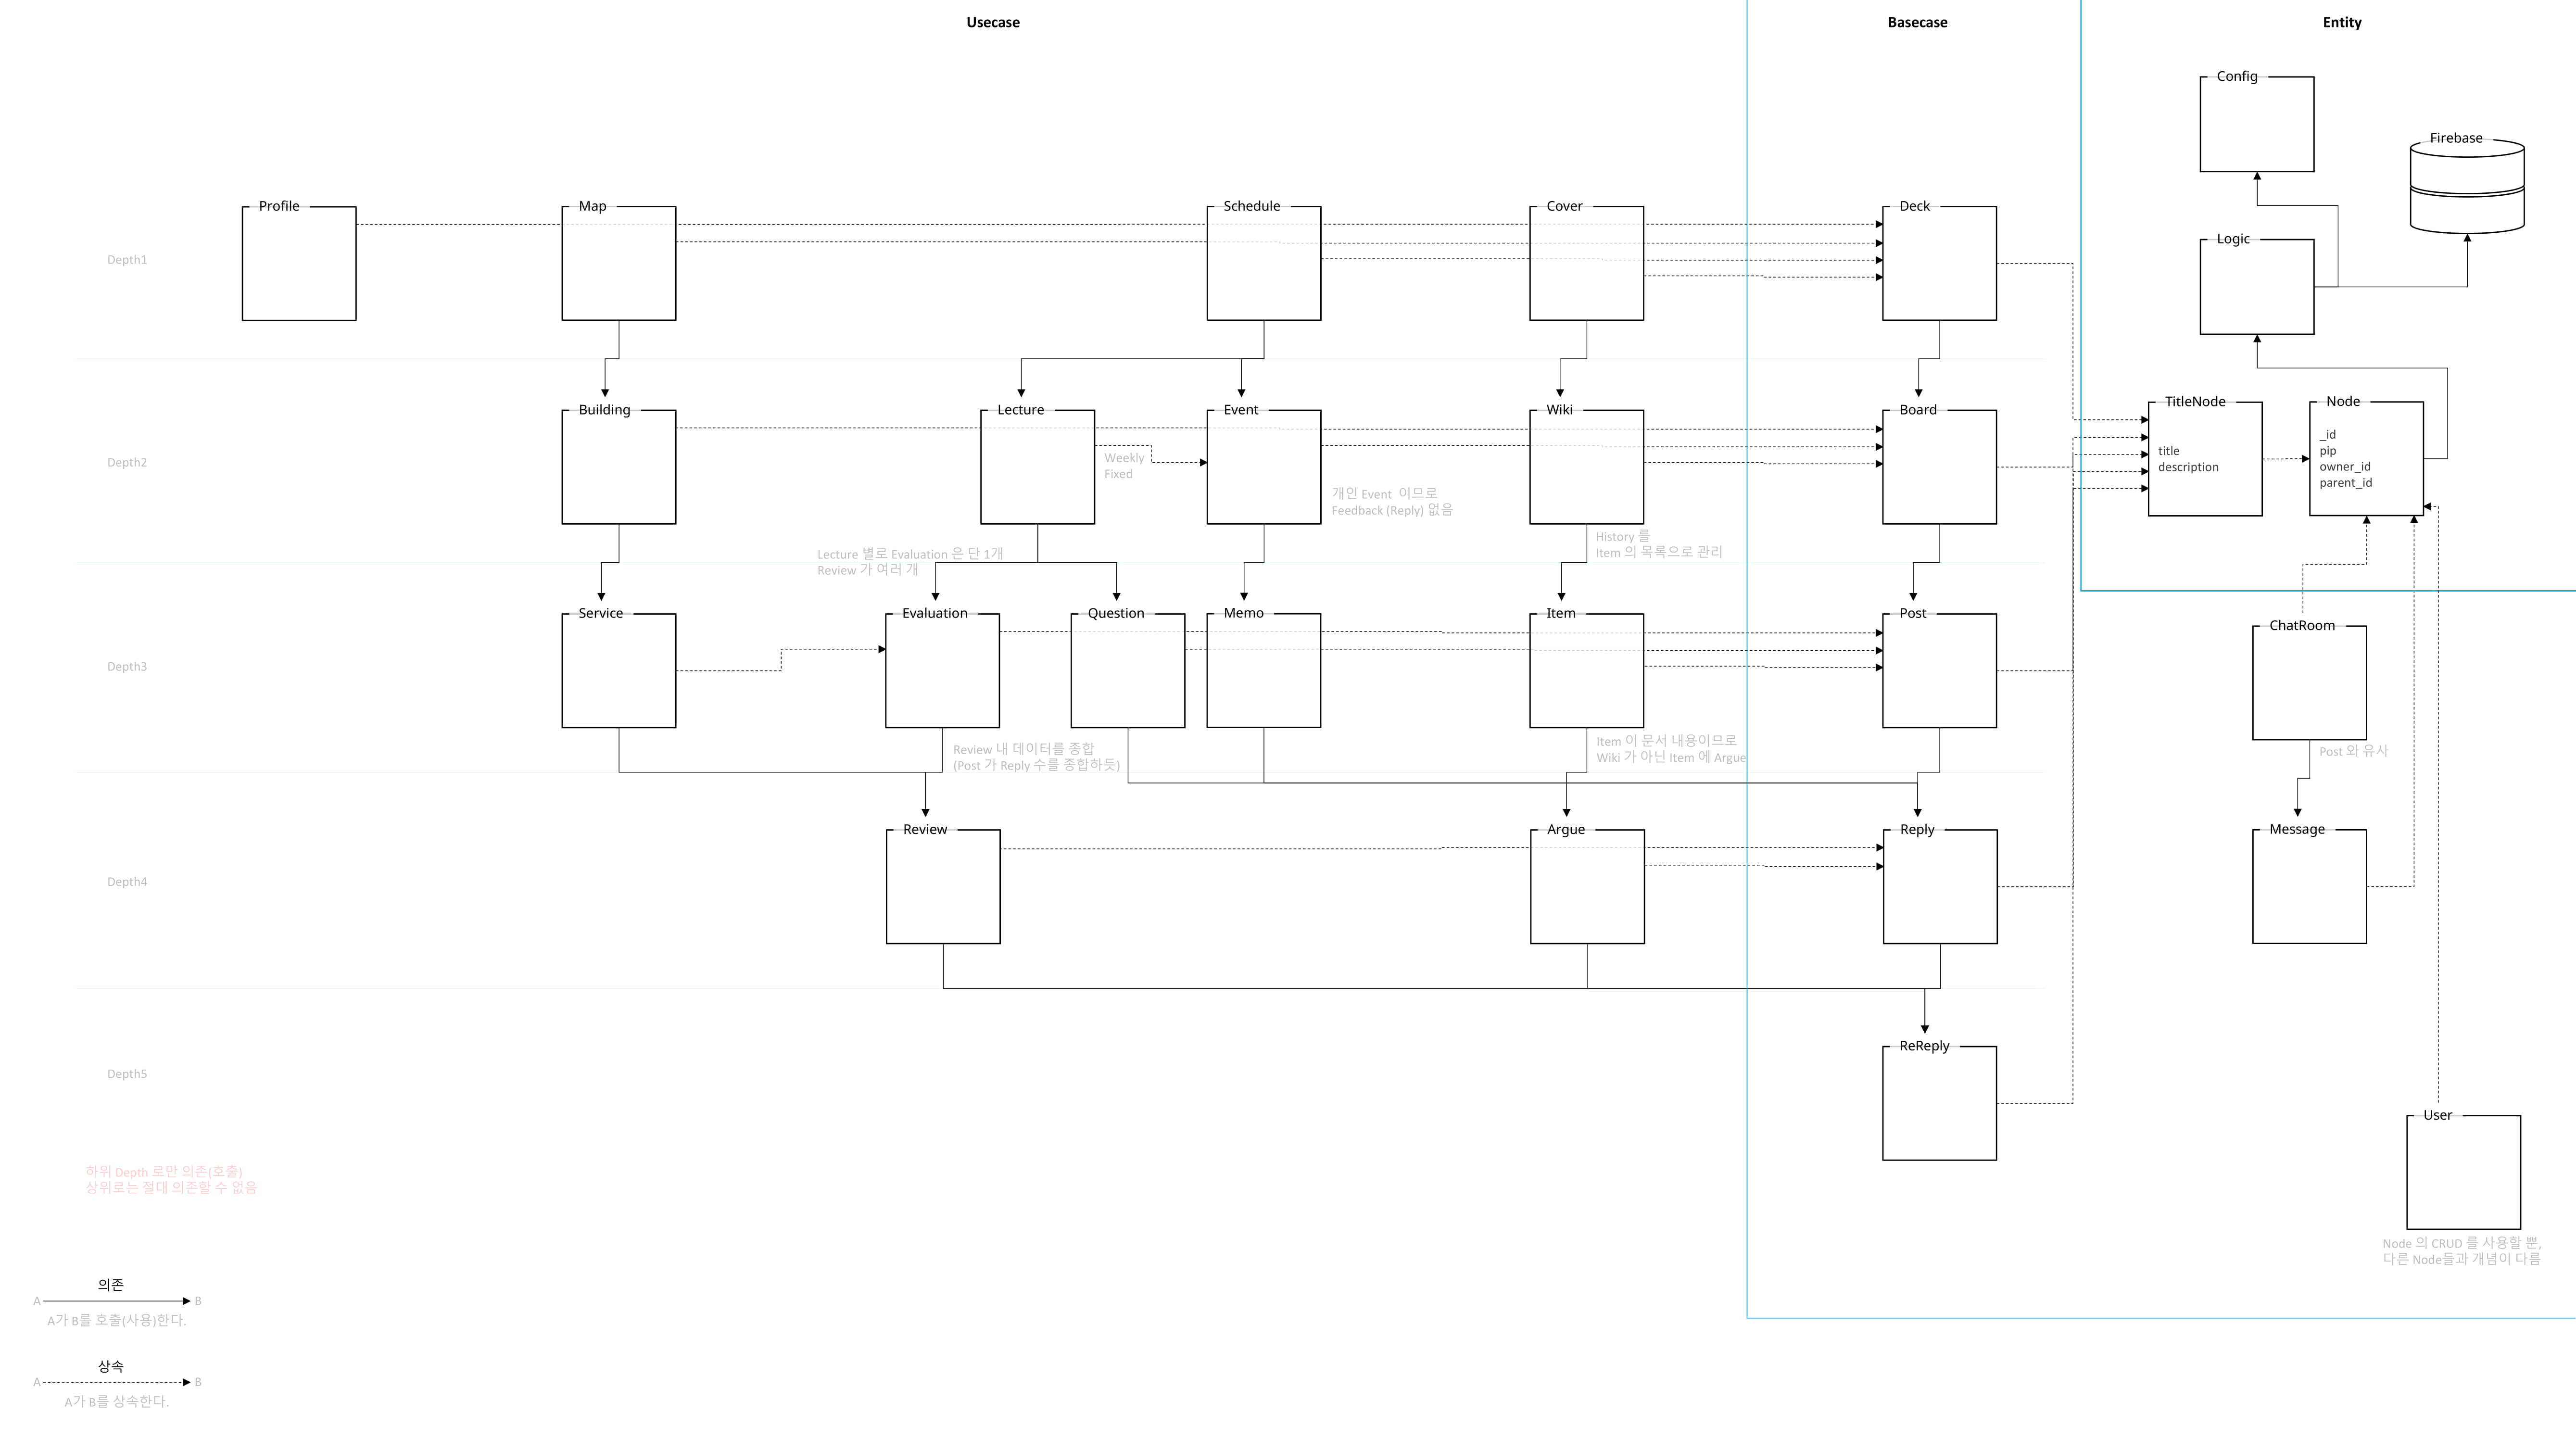 Usecase
Basecase
Entity
Config
Firebase
Profile
Map
Schedule
Cover
Deck
Logic
Depth1
TitleNode
Node
Building
Lecture
Event
Wiki
Board
_id
pip
owner_id
parent_id
title
description
Depth2
Weekly
Fixed
개인 Event 이므로
Feedback (Reply) 없음
History 를
Item 의 목록으로 관리
Lecture 별로 Evaluation 은 단 1개
Review 가 여러 개
Service
Evaluation
Question
Memo
Item
Post
ChatRoom
Depth3
Review 내 데이터를 종합
(Post 가 Reply 수를 종합하듯)
Item 이 문서 내용이므로
Wiki 가 아닌 Item 에 Argue
Post 와 유사
Review
Argue
Reply
Message
Depth4
ReReply
Depth5
User
하위 Depth 로만 의존(호출)
상위로는 절대 의존할 수 없음
Node 의 CRUD 를 사용할 뿐,
다른 Node들과 개념이 다름
의존
A
B
A가 B를 호출(사용)한다.
상속
A
B
A가 B를 상속한다.